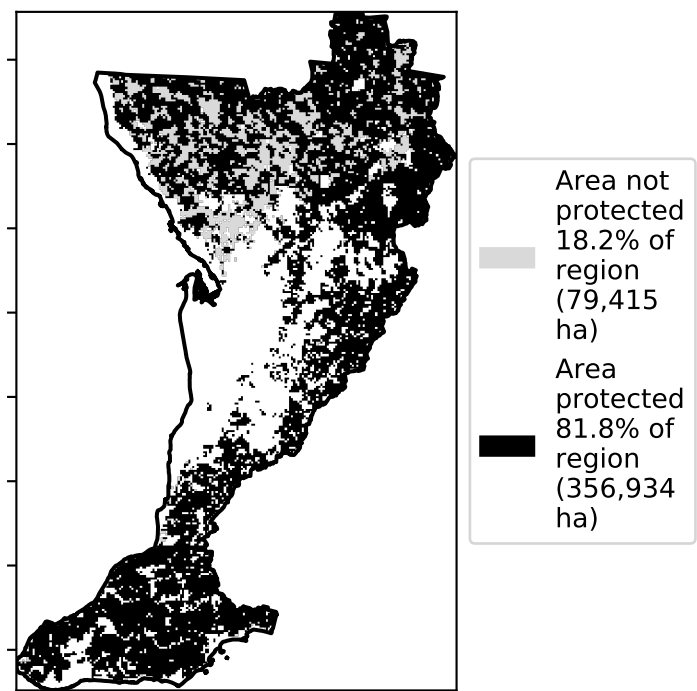 Area not
protected
18.2% of
region
(79,415
ha)
Area
protected
81.8% of
region
(356,934
ha)